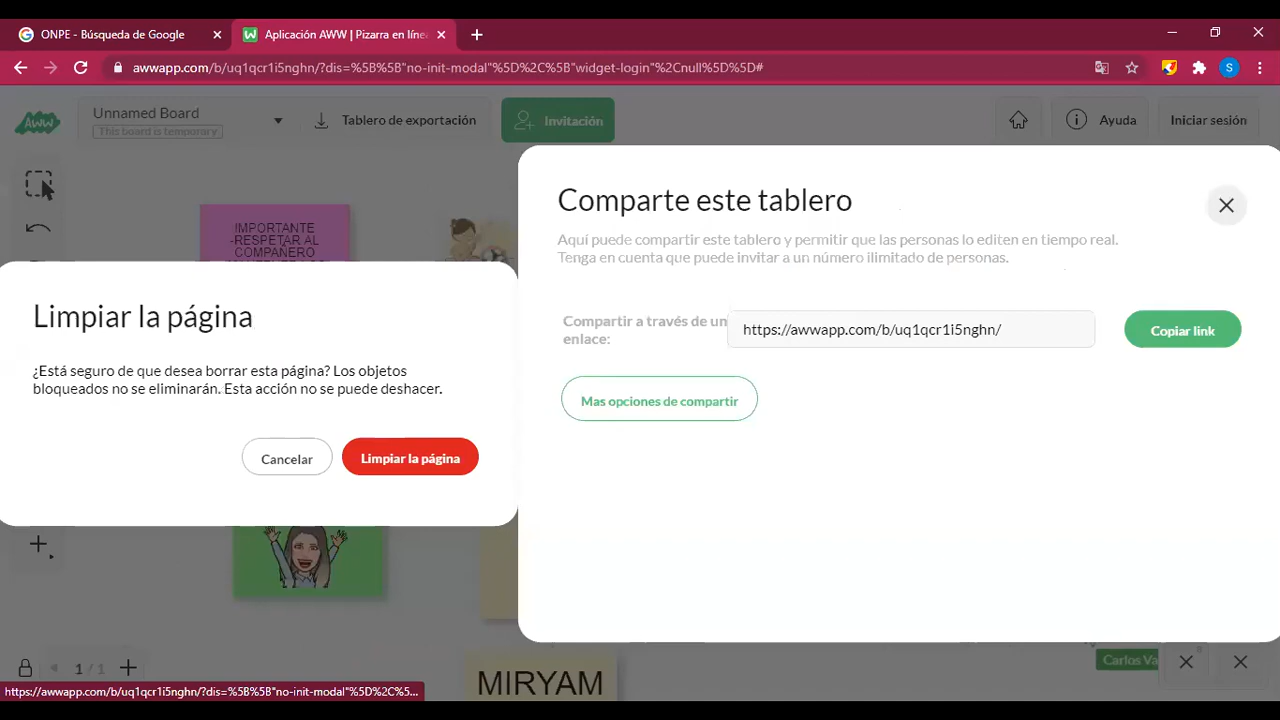 ONPE - Búsqueda de Google
Aplicación AWW | Pizarra en líne
awwapp.com/b/uq1qcr1i5nghn/?dis=%5B%5B"no-init-modal"%5D%2C%5B"widget-login"%2Cnull%5D%5D#
S
AWW
Unnamed Board
This board is temporary
Tablero de exportación
Invitación
Ayuda
Iniciar sesión
IMPORTANTE
-RESPETAR AL
COMPAÑERO
Comparte este tablero
Aquí puede compartir este tablero y permitir que las personas lo editen en tiempo real.
Tenga en cuenta que puede invitar a un número ilimitado de personas.
Compartir a través de un
enlace:
https://awwapp.com/b/uq1qcr1i5nghn/
Copiar link
Mas opciones de compartir
Limpiar la página
¿Está seguro de que desea borrar esta página? Los objetos
bloqueados no se eliminarán. Esta acción no se puede deshacer.
Cancelar
Limpiar la página
1 / 1
MIRYAM
Carlos Va
https://awwapp.com/b/uq1qcr1i5nghn/?dis=%5B%5B"no-init-modal"%5D%2C%5...